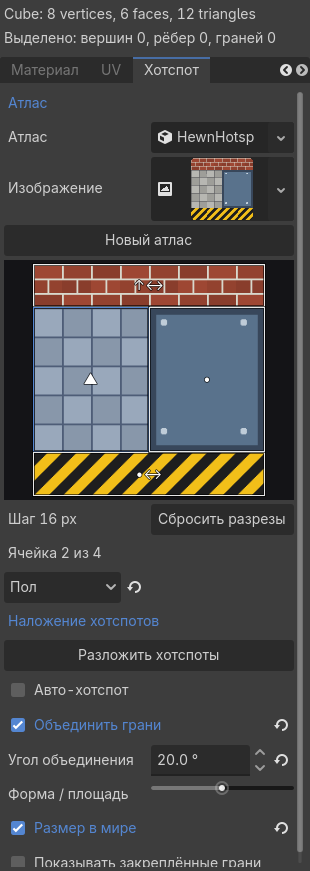 Cube: 8 vertices, 6 faces, 12 triangles
Выделено: вершин 0, рёбер 0, граней 0
Материал UV Хотспот
Атлас
Атлас HewnHotsp
Изображение
Новый атлас
Шаг 16 px Сбросить разрезы
Ячейка 2 из 4
Пол
Наложение хотспотов
Разложить хотспоты
Авто-хотспот
Объединить грани
Угол объединения 20.0 °
Форма / площадь
Размер в мире
Показывать закреплённые грани